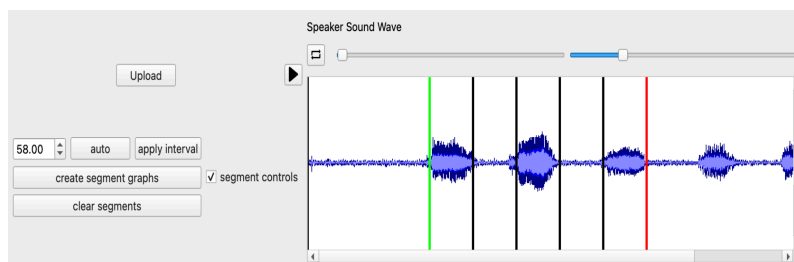 Speaker Sound Wave
Upload
58.00
auto
apply interval
create segment graphs
segment controls
clear segments